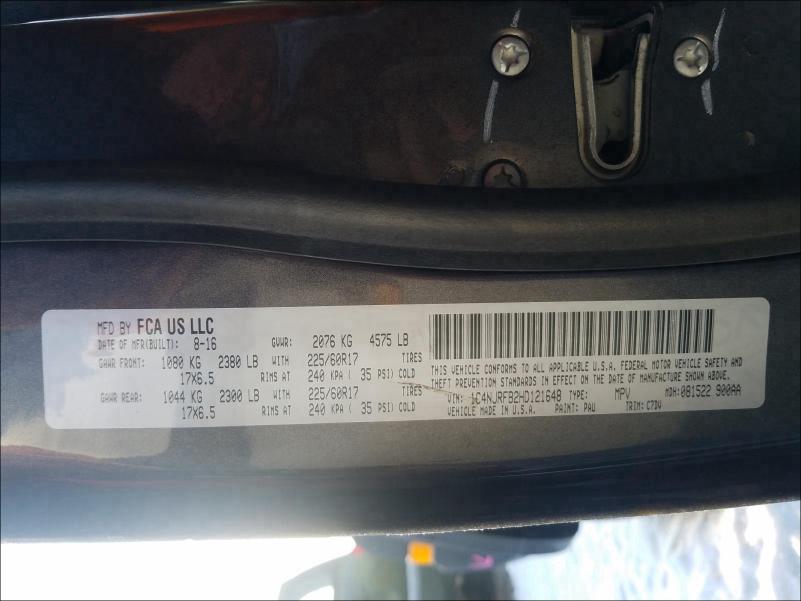 MFD BY FCA US LLC
DATE OF MFR(BUILT): 8-16 GVWR: 2076 KG 4575 LB
GAWR FRONT: 1080 KG 2380 LB WITH 225/60R17 TIRES
17X6.5 RIMS AT 240 KPA ( 35 PSI) COLD
GAWR REAR: 1044 KG 2300 LB WITH 225/60R17 TIRES
17X6.5 RIMS AT 240 KPA ( 35 PSI) COLD
THIS VEHICLE CONFORMS TO ALL APPLICABLE U.S.A. FEDERAL MOTOR VEHICLE SAFETY AND
THEFT PREVENTION STANDARDS IN EFFECT ON THE DATE OF MANUFACTURE SHOWN ABOVE.
VIN: 1C4NJRFB2HD121648 TYPE: MPV MDH: 081522 900AA
VEHICLE MADE IN U.S.A. PAINT: PAU TRIM: C7DV